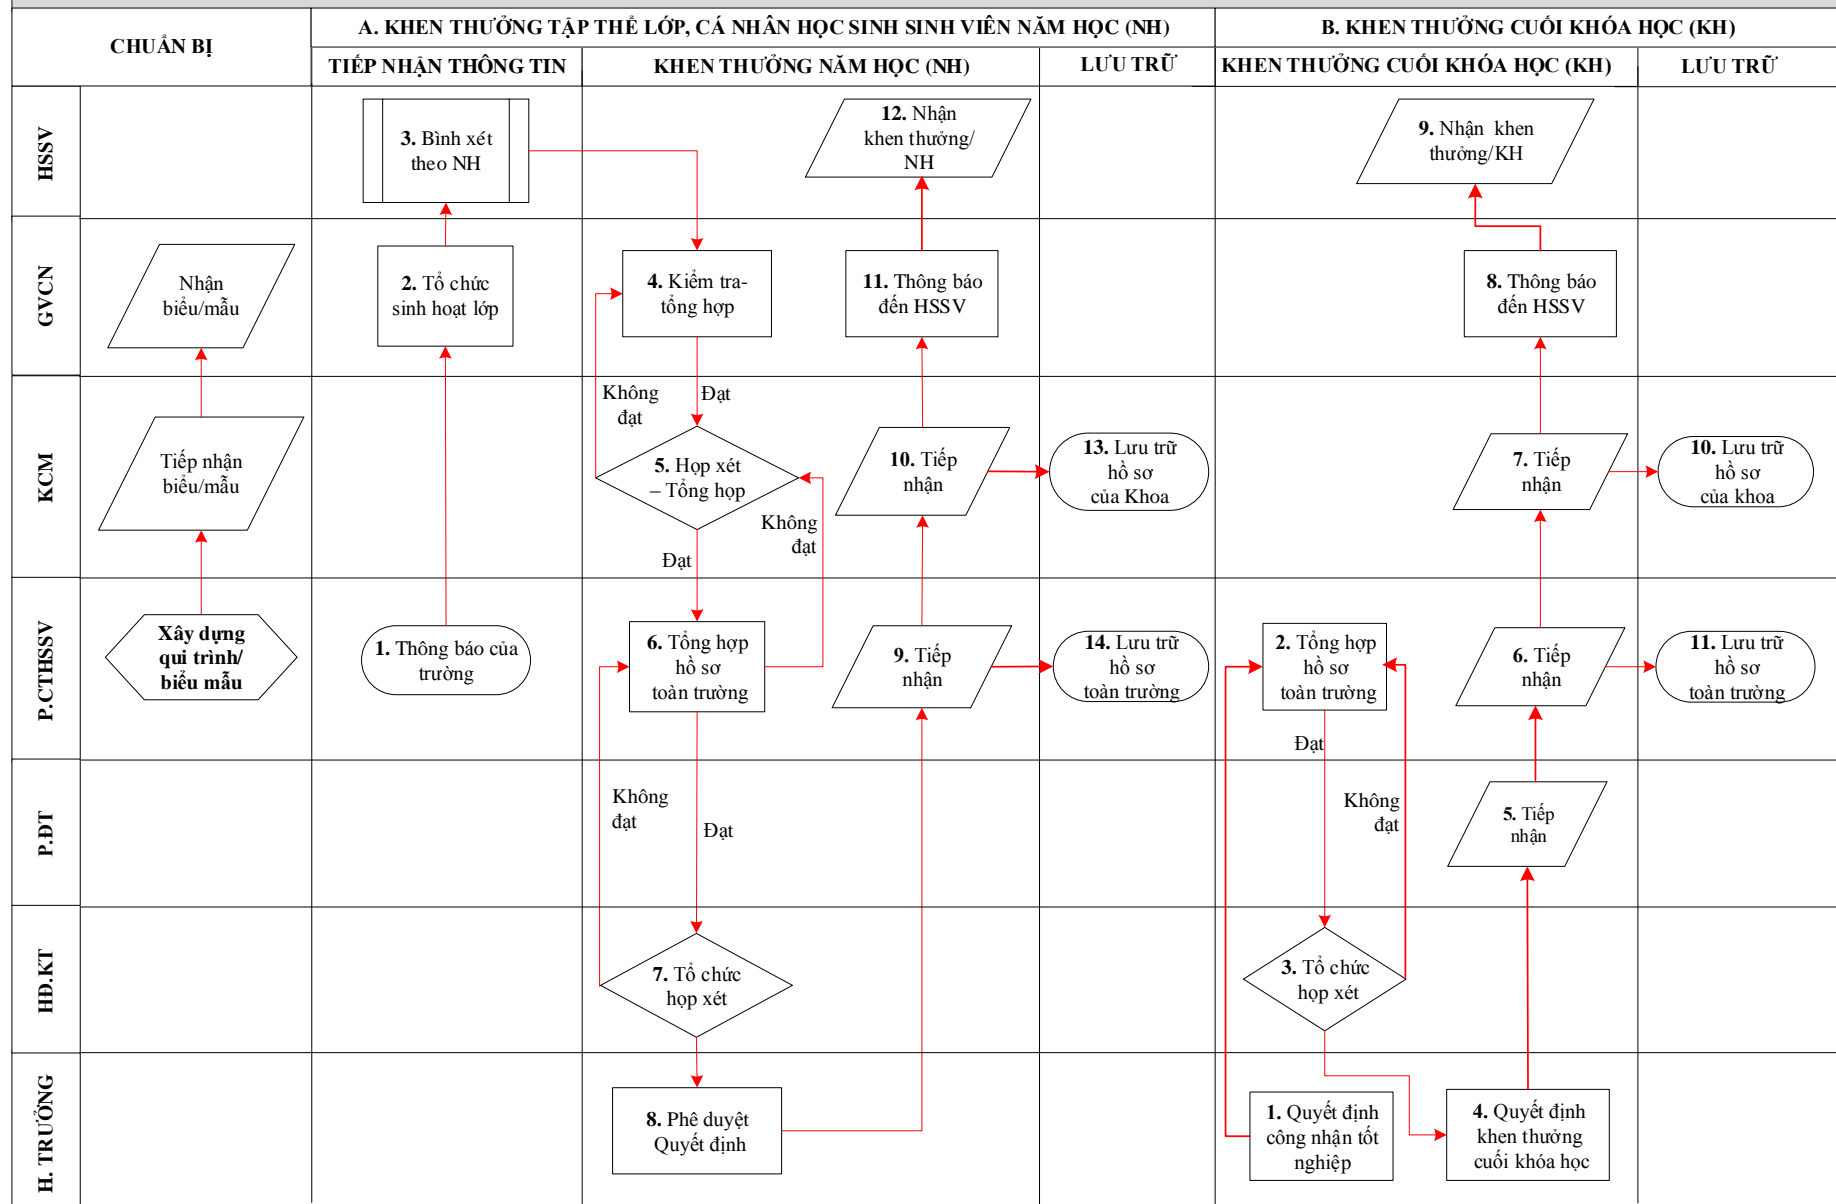 CHUẨN BỊ
A. KHEN THƯỞNG TẬP THỂ LỚP, CÁ NHÂN HỌC SINH SINH VIÊN NĂM HỌC (NH)
B. KHEN THƯỞNG CUỐI KHÓA HỌC (KH)
TIẾP NHẬN THÔNG TIN
KHEN THƯỞNG NĂM HỌC (NH)
LƯU TRỮ
KHEN THƯỞNG CUỐI KHÓA HỌC (KH)
LƯU TRỮ
HSSV
3. Bình xét
theo NH
12. Nhận
khen thưởng/
NH
9. Nhận khen
thưởng/KH
GVCN
Nhận
biểu/mẫu
2. Tổ chức
sinh hoạt lớp
4. Kiểm tra-
tổng hợp
11. Thông báo
đến HSSV
8. Thông báo
đến HSSV
KCM
Tiếp nhận
biểu/mẫu
Không
đạt
Đạt
5. Họp xét
– Tổng họp
Không
đạt
Đạt
10. Tiếp
nhận
13. Lưu trữ
hồ sơ
của Khoa
7. Tiếp
nhận
10. Lưu trữ
hồ sơ
của khoa
P.CTHSSV
Xây dựng
qui trình/
biểu mẫu
1. Thông báo của
trường
6. Tổng hợp
hồ sơ
toàn trường
9. Tiếp
nhận
14. Lưu trữ
hồ sơ
toàn trường
2. Tổng hợp
hồ sơ
toàn trường
Đạt
6. Tiếp
nhận
11. Lưu trữ
hồ sơ
toàn trường
P.ĐT
Không
đạt
Đạt
Không
đạt
5. Tiếp
nhận
HĐ.KT
7. Tổ chức
họp xét
3. Tổ chức
họp xét
H. TRƯỞNG
8. Phê duyệt
Quyết định
1. Quyết định
công nhận tốt
nghiệp
4. Quyết định
khen thưởng
cuối khóa học